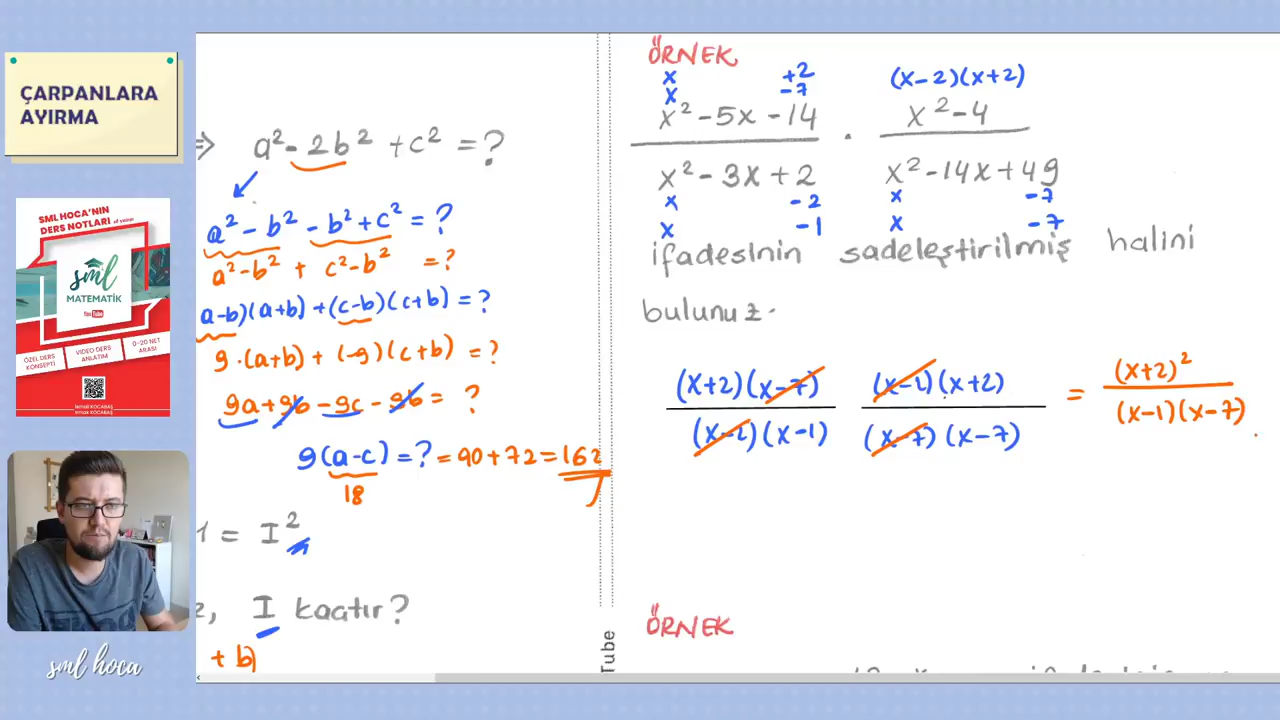 ÇARPANLARA
AYIRMA
SML HOCA'NIN
DERS NOTLARI
sml
MATEMATİK
You Tube
ÖZEL DERS
KONSEPTİ
VIDEO DERS
ANLATIM
0-20 NET
ARASI
sml hoca
⇒ a² - 2b² + c² = ?
a² - b² - b² + c² = ?
a² - b² + c² - b² = ?
a-b)(a+b) + (c-b)(c+b) = ?
9·(a+b) + (-9)(c+b) = ?
9a + 9b - 9c - 9b = ?
9(a-c) = ? = 90 + 72 = 162
18
1 = I²
z, I kaçtır?
+ b)
Tube
ÖRNEK
x +2 (x-2)(x+2)
x -7
x² - 5x - 14 · x² - 4
x² - 3x + 2 x² - 14x + 49
x -2 x -7
x -1 x -7
ifadesinin sadeleştirilmiş halini
bulunuz.
(x+2)(x-7) (x-2)(x+2) = (x+2)²
(x-2)(x-1) (x-7)(x-7) (x-1)(x-7)
ÖRNEK